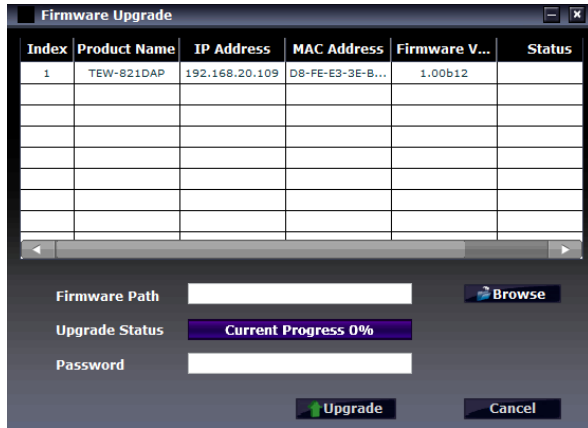 Firmware Upgrade
Index Product Name IP Address MAC Address Firmware V... Status
1 TEW-821DAP 192.168.20.109 D8-FE-E3-3E-B... 1.00b12
Firmware Path Browse
Upgrade Status Current Progress 0%
Password
Upgrade Cancel